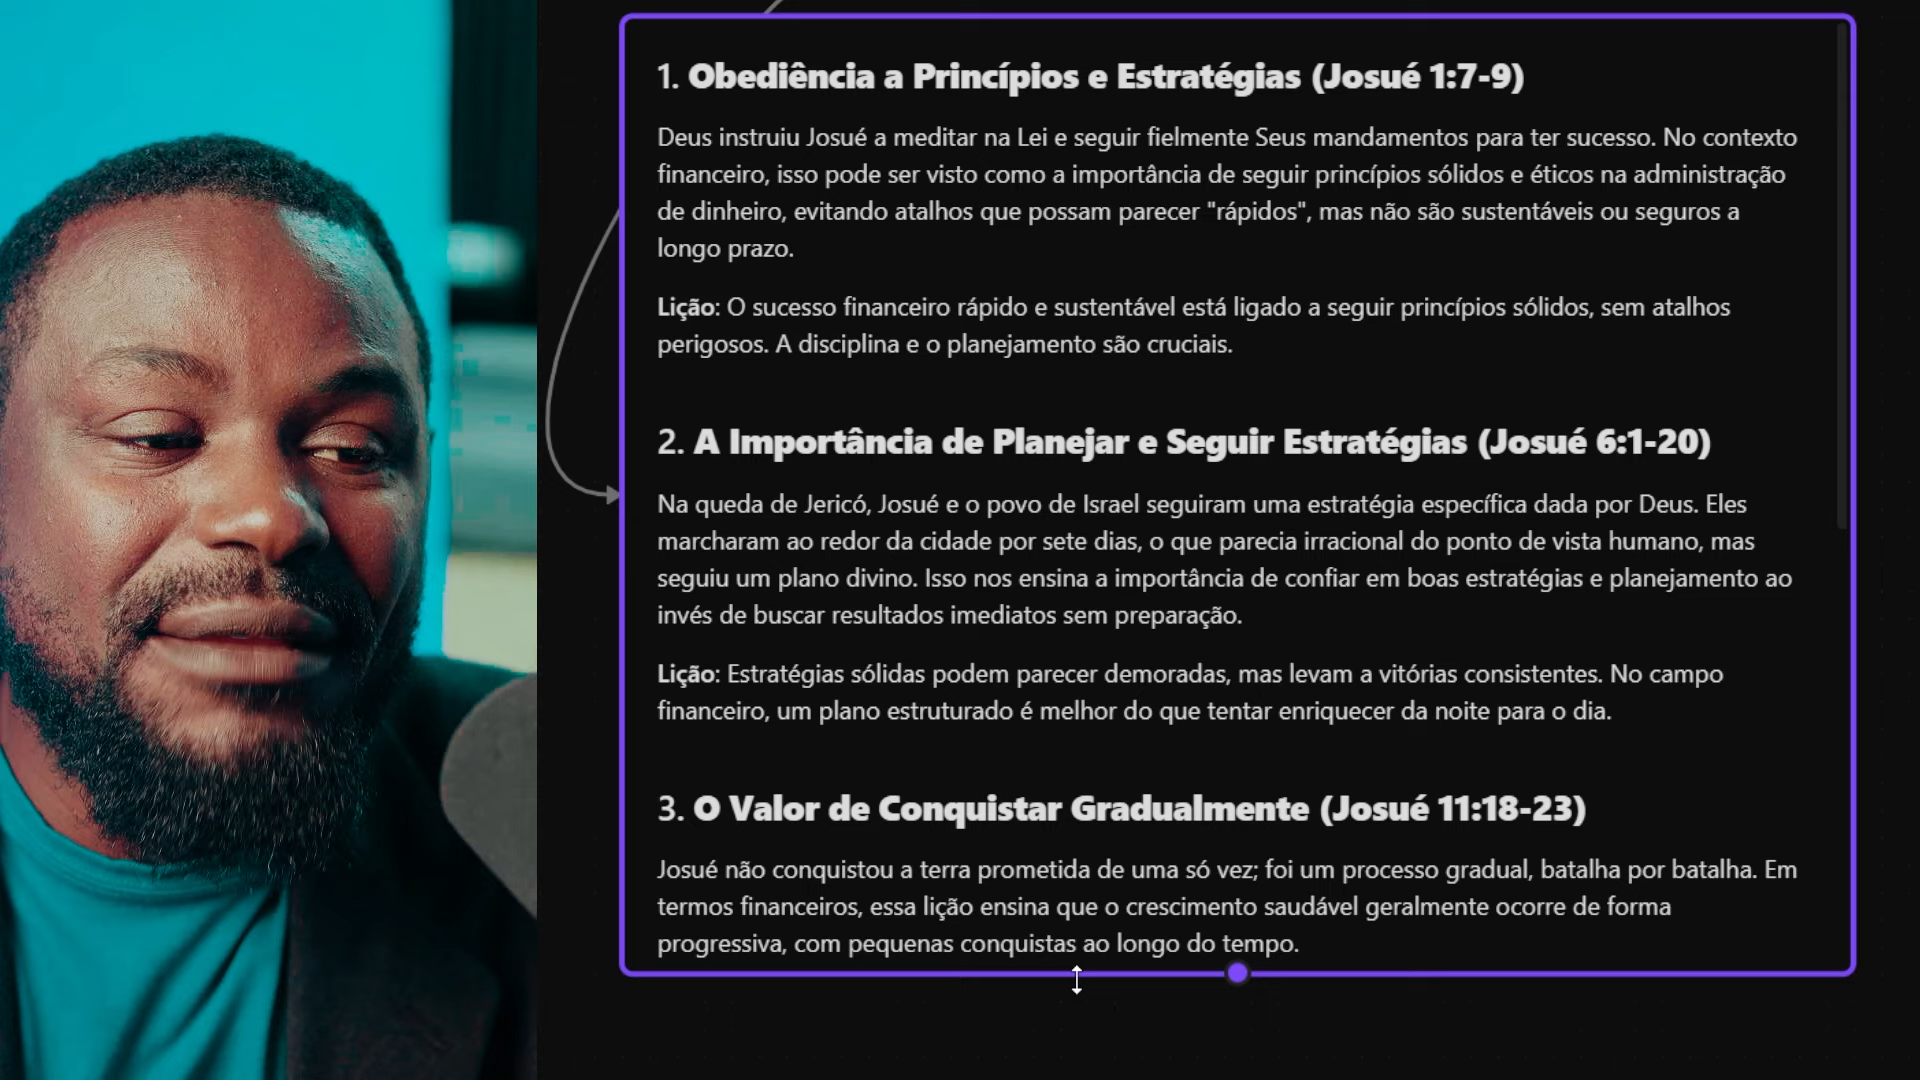 1. Obediência a Princípios e Estratégias (Josué 1:7-9)
Deus instruiu Josué a meditar na Lei e seguir fielmente Seus mandamentos para ter sucesso. No contexto
financeiro, isso pode ser visto como a importância de seguir princípios sólidos e éticos na administração
de dinheiro, evitando atalhos que possam parecer "rápidos", mas não são sustentáveis ou seguros a
longo prazo.
Lição: O sucesso financeiro rápido e sustentável está ligado a seguir princípios sólidos, sem atalhos
perigosos. A disciplina e o planejamento são cruciais.
2. A Importância de Planejar e Seguir Estratégias (Josué 6:1-20)
Na queda de Jericó, Josué e o povo de Israel seguiram uma estratégia específica dada por Deus. Eles
marcharam ao redor da cidade por sete dias, o que parecia irracional do ponto de vista humano, mas
seguiu um plano divino. Isso nos ensina a importância de confiar em boas estratégias e planejamento ao
invés de buscar resultados imediatos sem preparação.
Lição: Estratégias sólidas podem parecer demoradas, mas levam a vitórias consistentes. No campo
financeiro, um plano estruturado é melhor do que tentar enriquecer da noite para o dia.
3. O Valor de Conquistar Gradualmente (Josué 11:18-23)
Josué não conquistou a terra prometida de uma só vez; foi um processo gradual, batalha por batalha. Em
termos financeiros, essa lição ensina que o crescimento saudável geralmente ocorre de forma
progressiva, com pequenas conquistas ao longo do tempo.